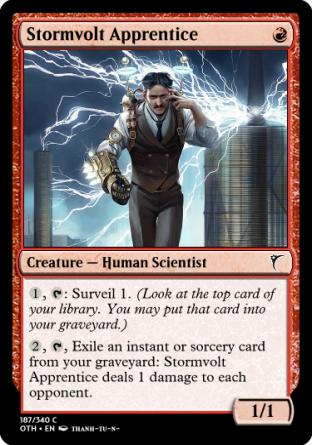 Stormvolt Apprentice
Creature — Human Scientist
1, : Surveil 1. (Look at the top card of
your library. You may put that card into
your graveyard.)
2, , Exile an instant or sorcery card
from your graveyard: Stormvolt
Apprentice deals 1 damage to each
opponent.
187/340 C
OTH • EN THANH-TU-N-
1/1